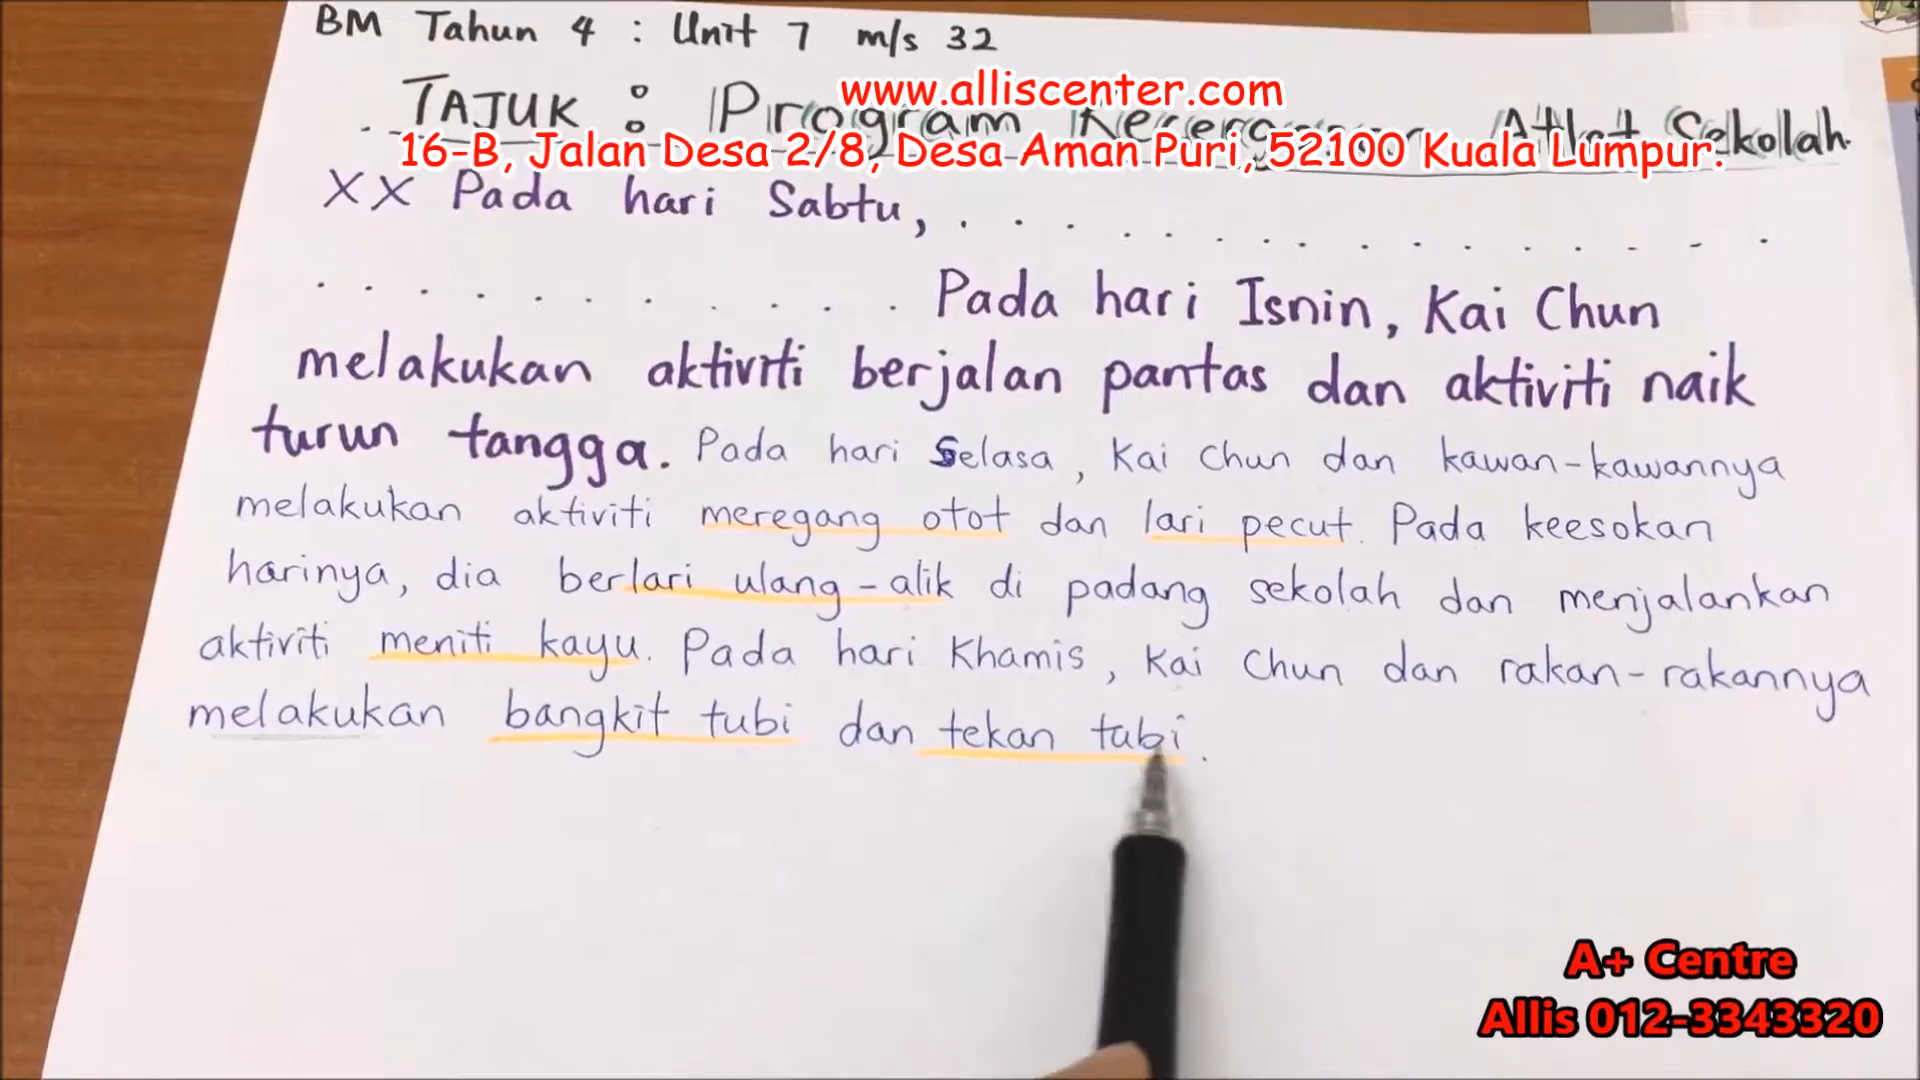 BM Tahun 4 : Unit 7 m/s 32
www.alliscenter.com
TAJUK : Program Sekolah
16-B, Jalan Desa 2/8, Desa Aman Puri, 52100 Kuala Lumpur.
XX Pada hari Sabtu, . . . . . . . . . . . . . .
. . . . . . . . . . . Pada hari Isnin, Kai Chun
melakukan aktiviti berjalan pantas dan aktiviti naik
turun tangga. Pada hari Selasa, Kai Chun dan kawan-kawannya
melakukan aktiviti meregang otot dan lari pecut. Pada keesokan
harinya, dia berlari ulang-alik di padang sekolah dan menjalankan
aktiviti meniti kayu. Pada hari Khamis, Kai Chun dan rakan-rakannya
melakukan bangkit tubi dan tekan tubi.
A+ Centre
Allis 012-3343320